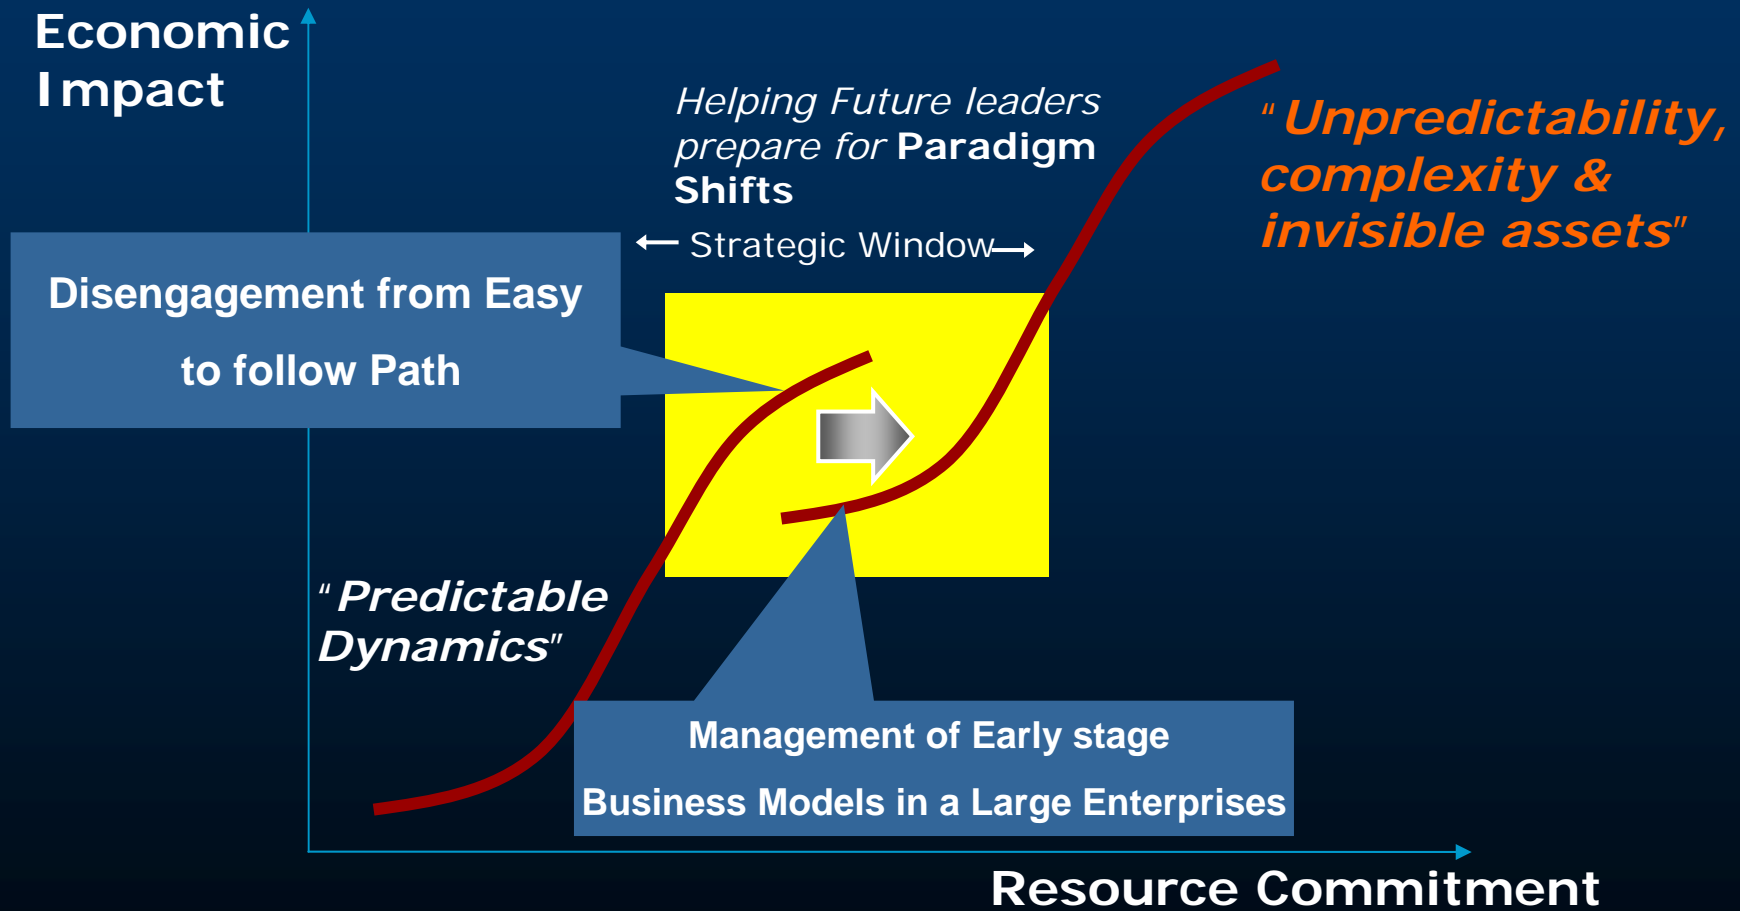 Economic
Impact
Helping Future leaders
prepare for Paradigm
Shifts
Strategic Window
"Unpredictability,
complexity &
invisible assets"
Disengagement from Easy
to follow Path
"Predictable
Dynamics"
Management of Early stage
Business Models in a Large Enterprises
Resource Commitment